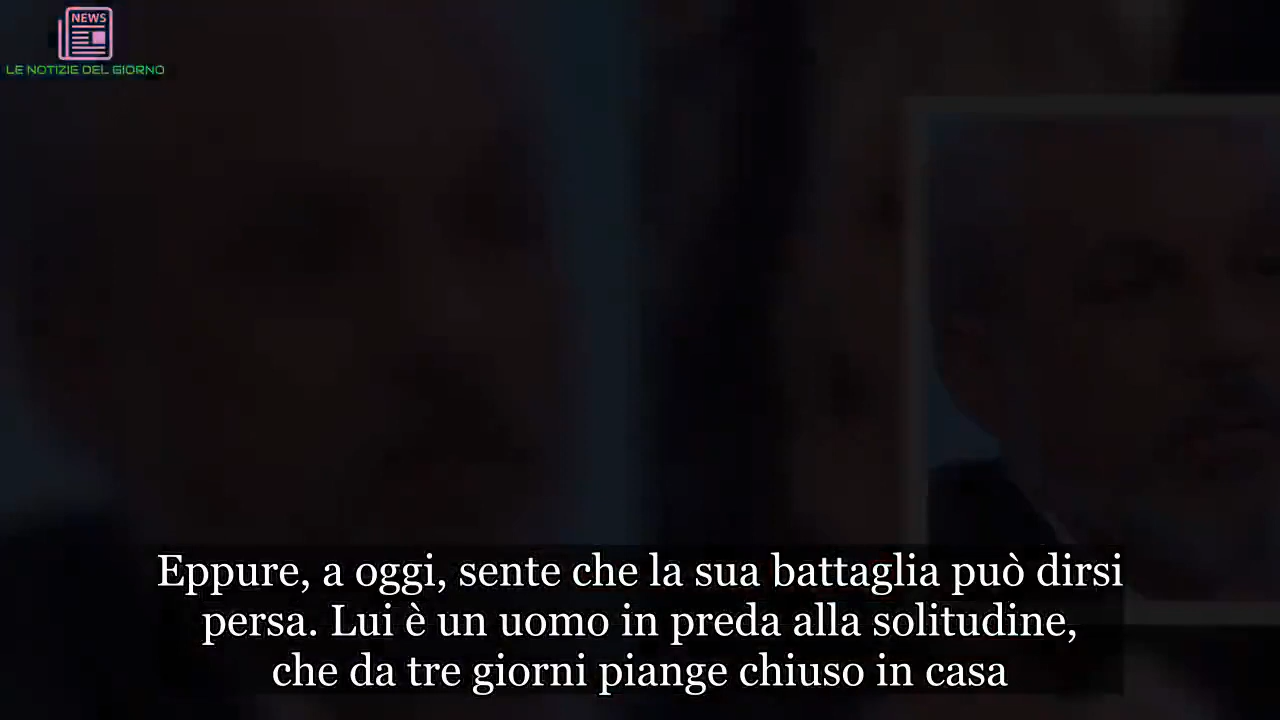 NEWS
LE NOTIZIE DEL GIORNO
Eppure, a oggi, sente che la sua battaglia può dirsi
persa. Lui è un uomo in preda alla solitudine,
che da tre giorni piange chiuso in casa